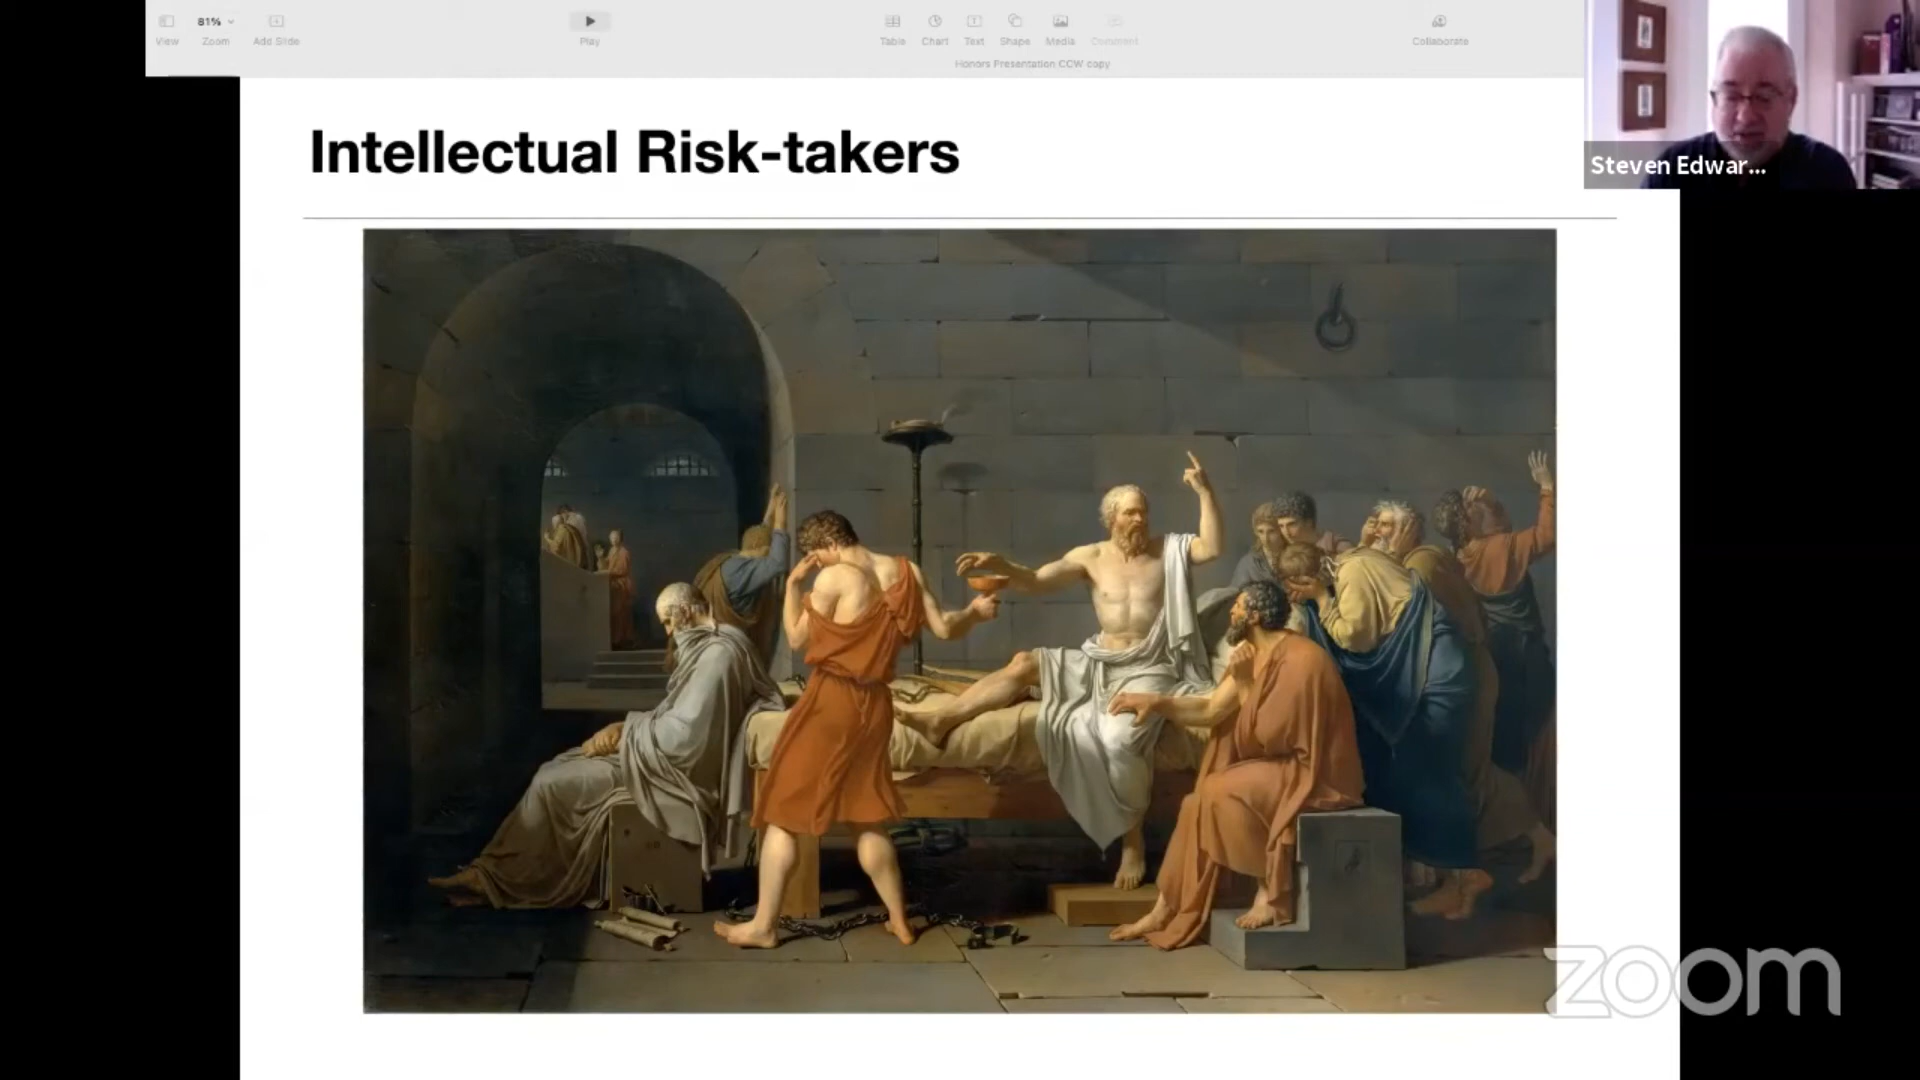 81%
View
Zoom
Add Slide
Play
Table
Chart
Text
Shape
Media
Comment
Collaborate
Honors Presentation CCW copy
Intellectual Risk-takers
Steven Edwar...
zoom